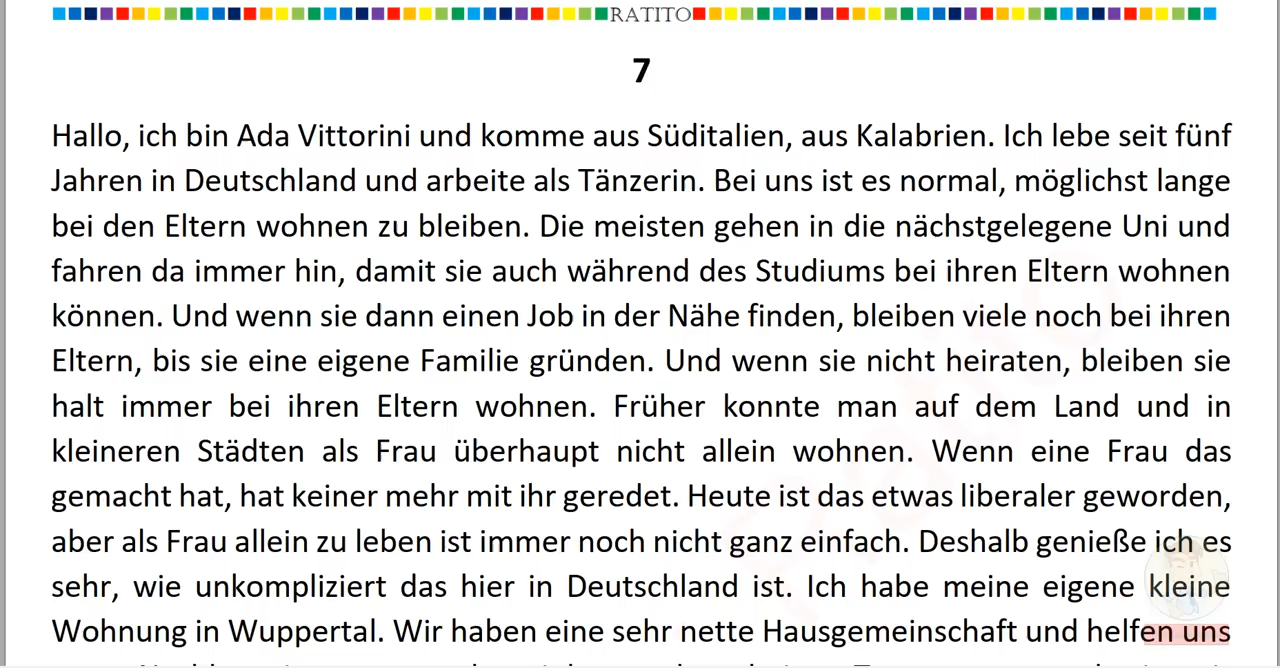 RATITO
7
Hallo, ich bin Ada Vittorini und komme aus Süditalien, aus Kalabrien. Ich lebe seit fünf
Jahren in Deutschland und arbeite als Tänzerin. Bei uns ist es normal, möglichst lange
bei den Eltern wohnen zu bleiben. Die meisten gehen in die nächstgelegene Uni und
fahren da immer hin, damit sie auch während des Studiums bei ihren Eltern wohnen
können. Und wenn sie dann einen Job in der Nähe finden, bleiben viele noch bei ihren
Eltern, bis sie eine eigene Familie gründen. Und wenn sie nicht heiraten, bleiben sie
halt immer bei ihren Eltern wohnen. Früher konnte man auf dem Land und in
kleineren Städten als Frau überhaupt nicht allein wohnen. Wenn eine Frau das
gemacht hat, hat keiner mehr mit ihr geredet. Heute ist das etwas liberaler geworden,
aber als Frau allein zu leben ist immer noch nicht ganz einfach. Deshalb genieße ich es
sehr, wie unkompliziert das hier in Deutschland ist. Ich habe meine eigene kleine
Wohnung in Wuppertal. Wir haben eine sehr nette Hausgemeinschaft und helfen uns